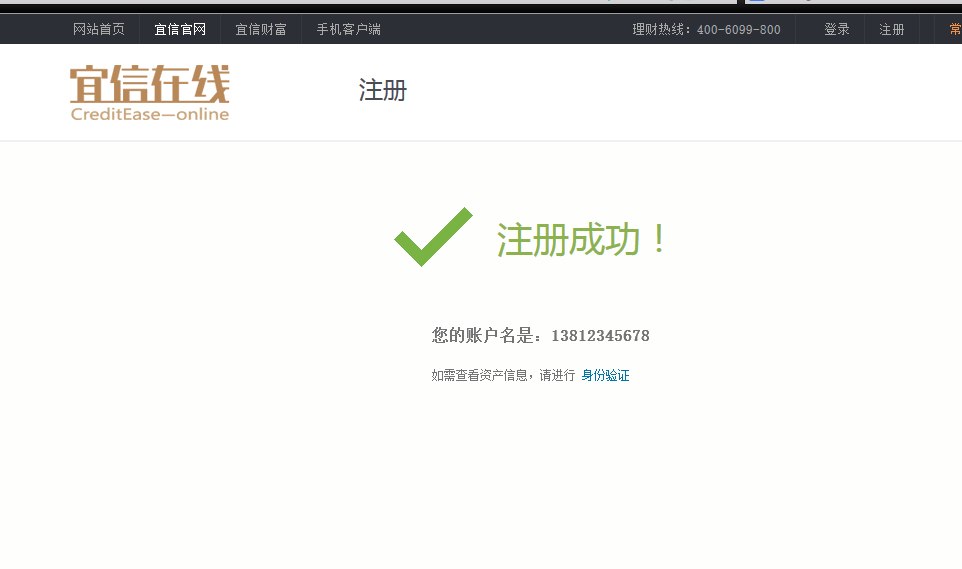 网站首页 宜信官网 宜信财富 手机客户端 理财热线：400-6099-800 登录 注册 常
宜信在线 注册
CreditEase—online
注册成功！
您的账户名是：13812345678
如需查看资产信息，请进行 身份验证